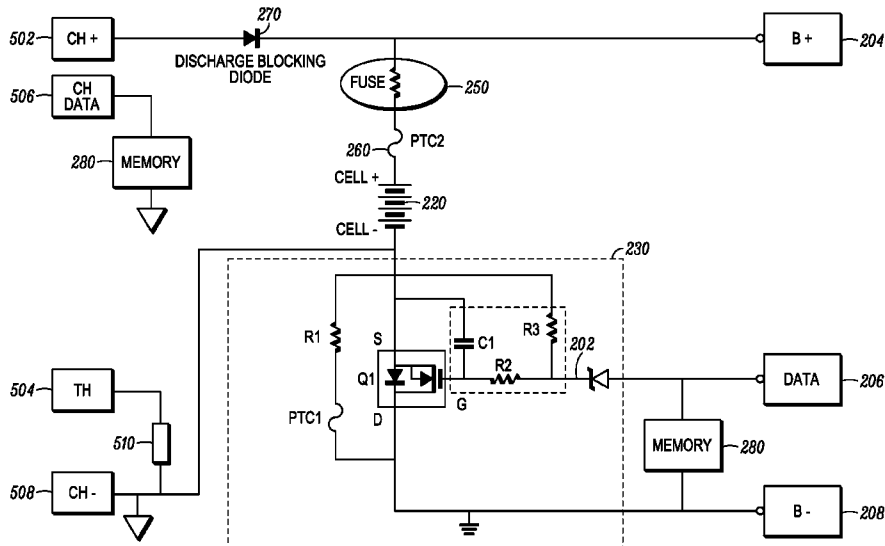 270
502
CH +
B +
204
DISCHARGE BLOCKING
DIODE
506
CH
DATA
FUSE
250
260
PTC2
280
MEMORY
CELL +
220
CELL -
230
R1
S
C1
R3
202
R2
504
TH
Q1
G
DATA
206
PTC1
D
510
MEMORY
280
508
CH -
B -
208